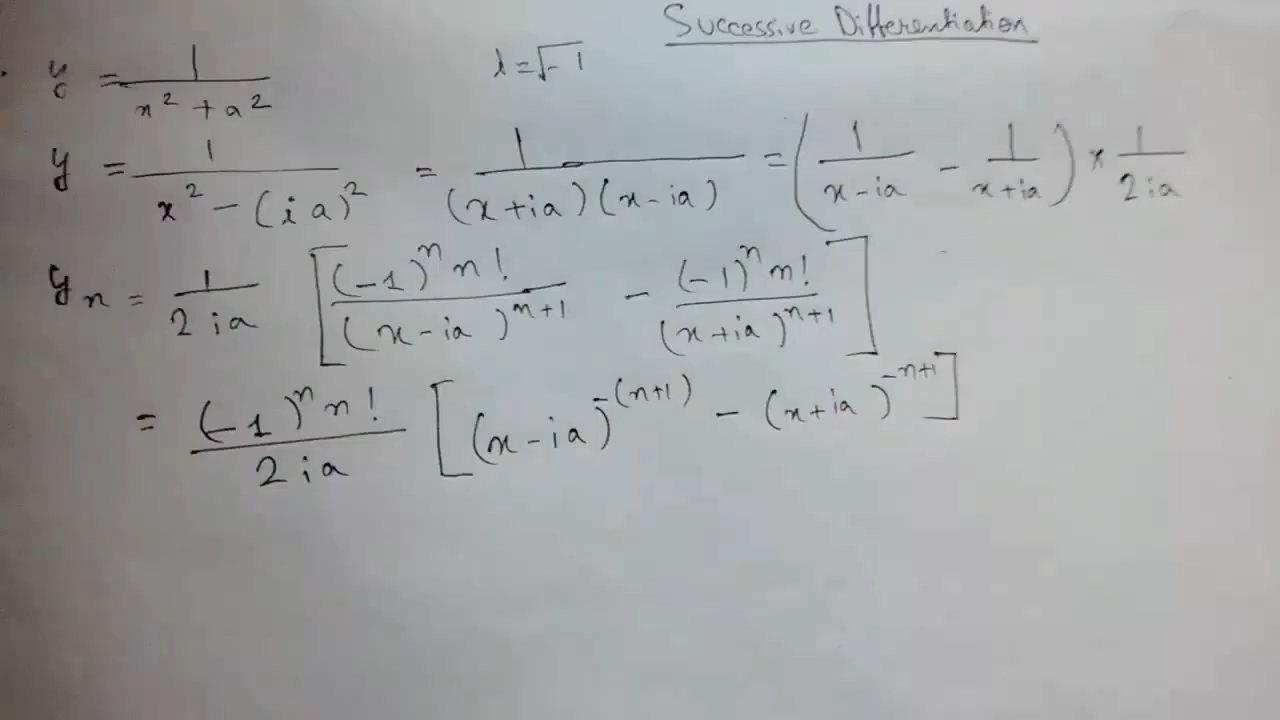 Successive Differentiation
y = 1/(x² + a²)    i = √-1
y = 1/(x² - (ia)²) = 1/((x+ia)(x-ia)) = (1/(x-ia) - 1/(x+ia)) × 1/(2ia)
yₙ = 1/(2ia) [(-1)ⁿ n!/(x-ia)ⁿ⁺¹ - (-1)ⁿ n!/(x+ia)ⁿ⁺¹]
= (-1)ⁿ n!/(2ia) [(x-ia)⁻⁽ⁿ⁺¹⁾ - (x+ia)⁻ⁿ⁺¹]